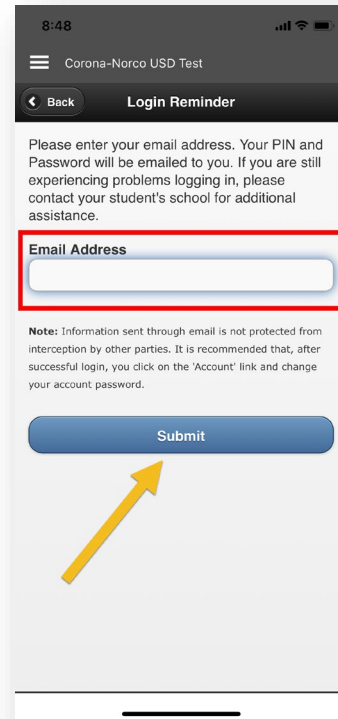 8:48
Corona-Norco USD Test
Back
Login Reminder
Please enter your email address. Your PIN and
Password will be emailed to you. If you are still
experiencing problems logging in, please
contact your student's school for additional
assistance.
Email Address
Note: Information sent through email is not protected from
interception by other parties. It is recommended that, after
successful login, you click on the 'Account' link and change
your account password.
Submit